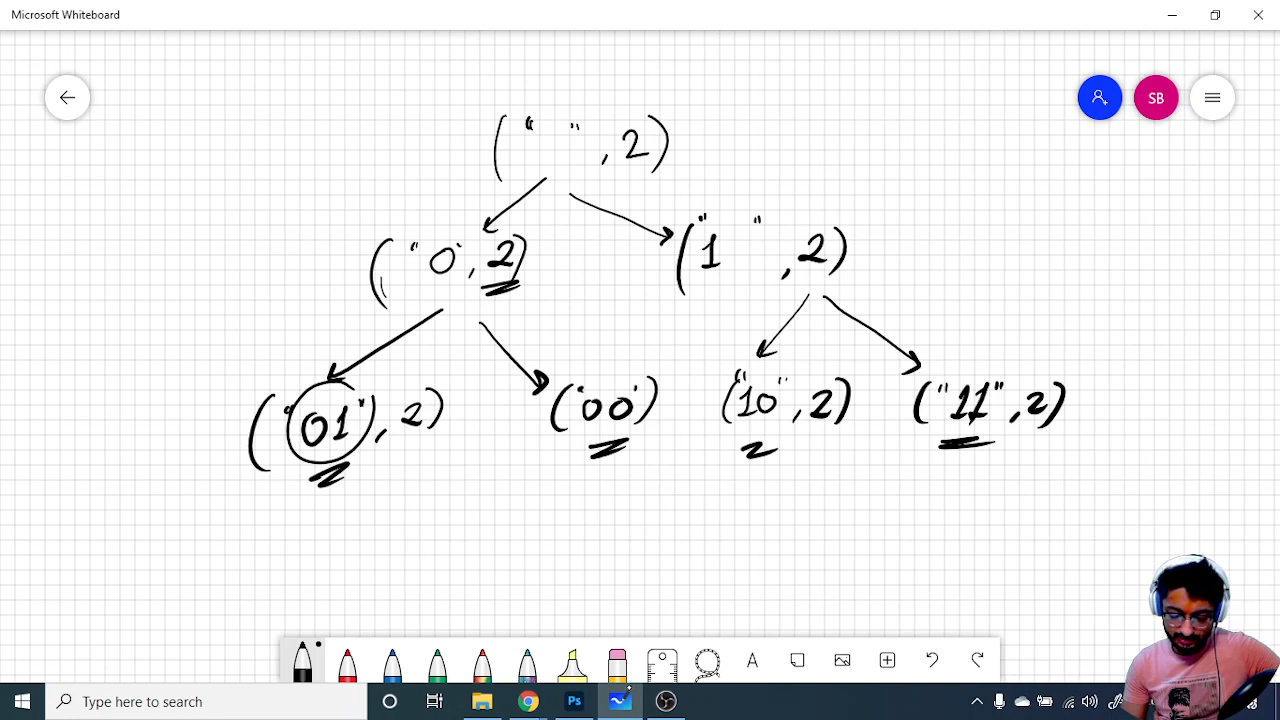 Microsoft Whiteboard
SB
(" ", 2)
("0", 2)
("1 ", 2)
("01"), 2)
("00")
("10", 2)
("11", 2)
A
Type here to search
Ps